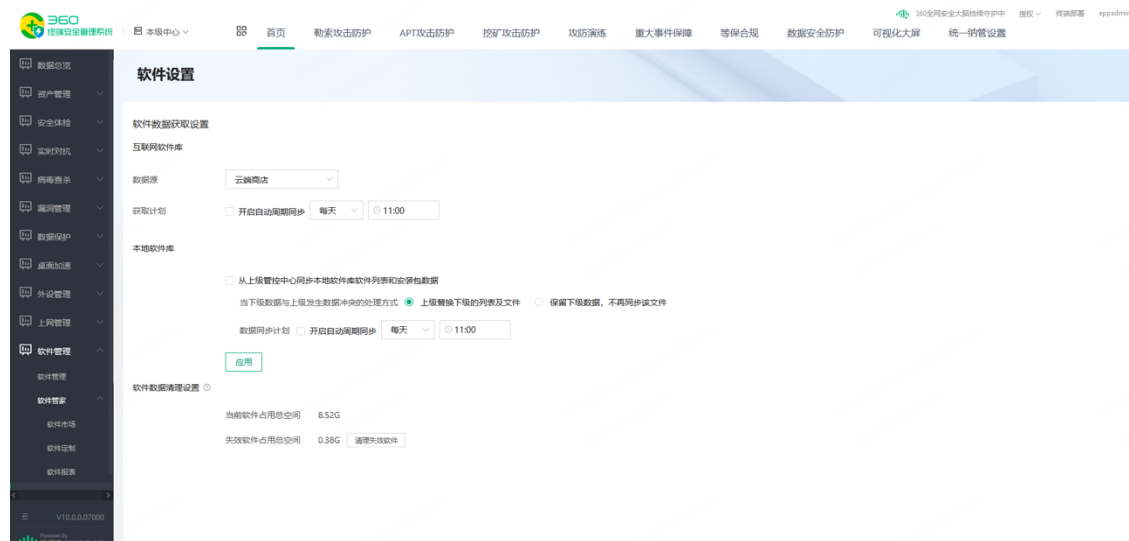 360全网安全大脑持续守护中 授权 终端部署 eppadmin
360
终端安全管理系统
本级中心 首页 勒索攻击防护 APT攻击防护 挖矿攻击防护 攻防演练 重大事件保障 等保合规 数据安全防护 可视化大屏 统一纳管设置
数据总览
资产管理
安全体检
实时对抗
病毒查杀
漏洞管理
数据保护
桌面加速
外设管理
上网管理
软件管理
软件管理
软件管家
软件市场
软件定制
软件报表
V10.0.0.07000
Powered by
软件设置
软件数据获取设置
互联网软件库
数据源 云端商店
获取计划 开启自动周期同步 每天 11:00
本地软件库
从上级管控中心同步本地软件库软件列表和安装包数据
当下级数据与上级发生数据冲突的处理方式 上级替换下级的列表及文件 保留下级数据，不再同步该文件
数据同步计划 开启自动周期同步 每天 11:00
应用
软件数据清理设置
当前软件占用总空间 8.52G
失效软件占用总空间 0.38G 清理失效软件